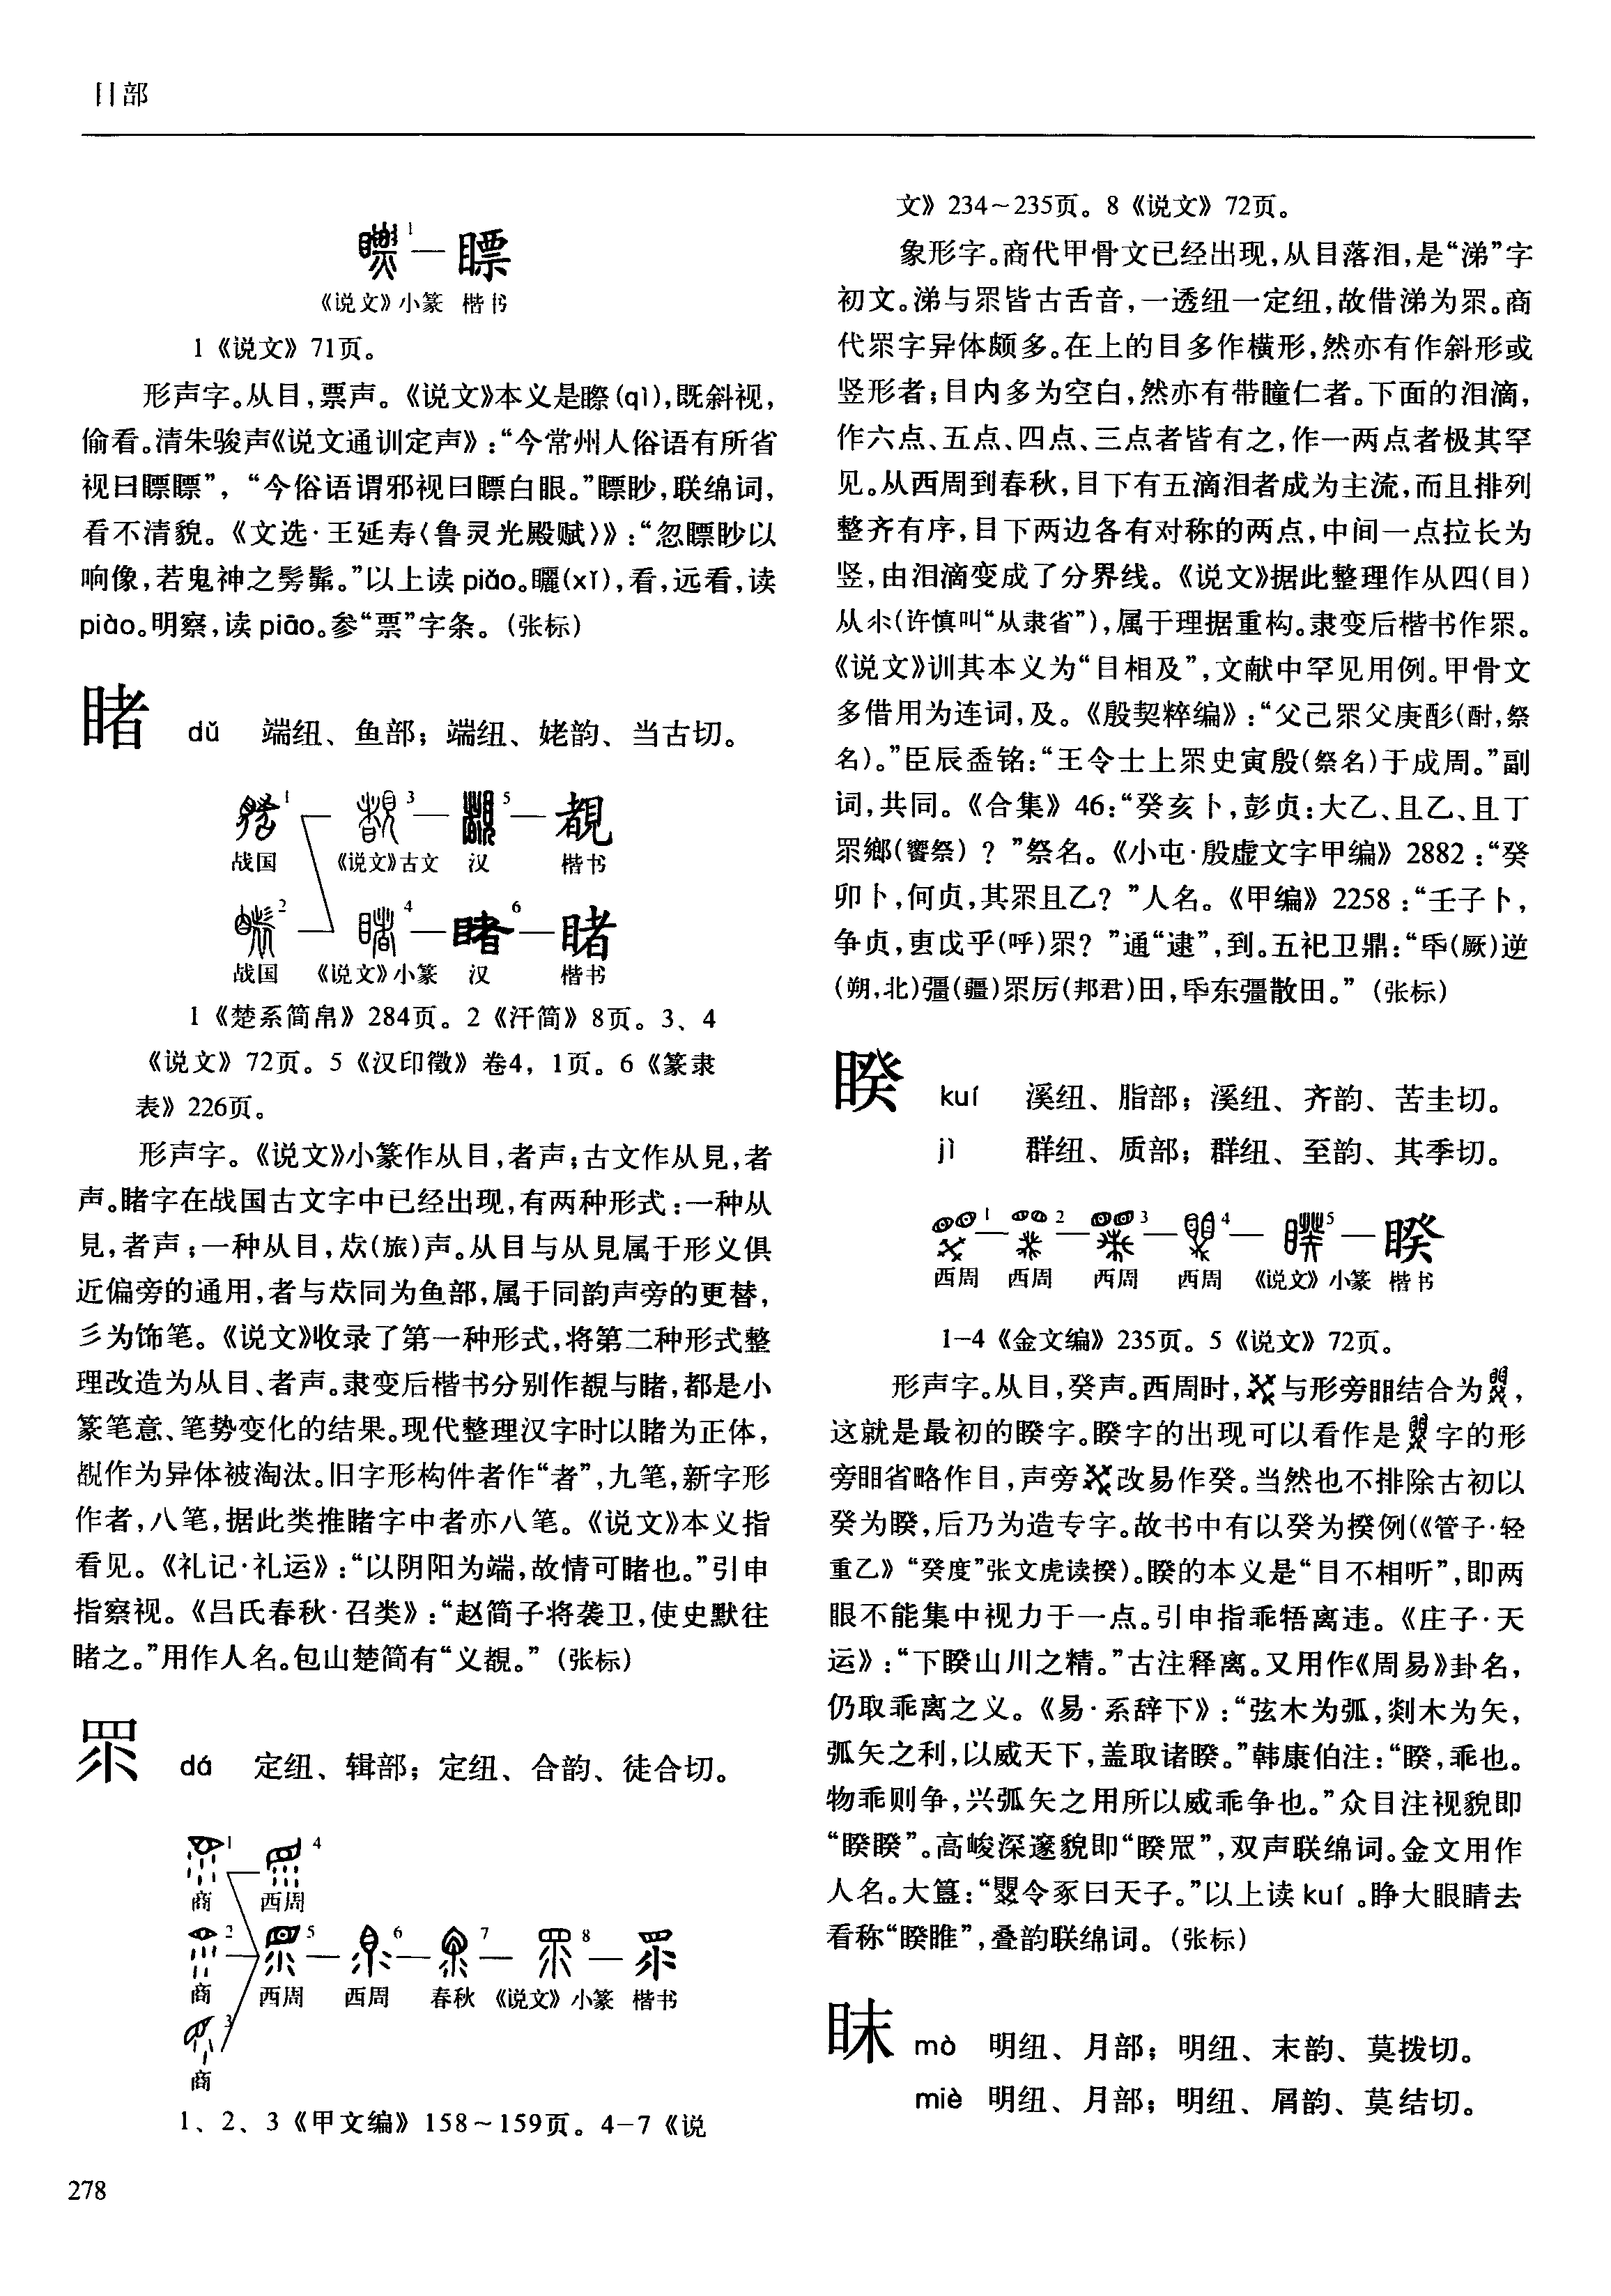 目部
瞟
《说文》小篆 楷书
1《说文》71页。
形声字。从目,票声。《说文》本义是瞭(qì),既斜视,
偷看。清朱骏声《说文通训定声》:“今常州人俗语有所省
视曰瞟瞟”,“今俗语谓邪视曰瞟白眼。”瞟眇,联绵词,
看不清貌。《文选·王延寿〈鲁灵光殿赋〉》:“忽瞟眇以
响像,若鬼神之髣髴。”以上读piǎo。矖(xǐ),看,远看,读
piào。明察,读piāo。参“票”字条。(张标)
睹 dǔ 端纽、鱼部;端纽、姥韵、当古切。
1 3 5 覩
战国 《说文》古文 汉 楷书
2 4 6 睹
战国 《说文》小篆 汉 楷书
1《楚系简帛》284页。2《汗简》8页。3、4
《说文》72页。5《汉印徵》卷4,1页。6《篆隶
表》226页。
形声字。《说文》小篆作从目,者声;古文作从見,者
声。睹字在战国古文字中已经出现,有两种形式:一种从
見,者声;一种从目,㚧(旅)声。从目与从見属于形义俱
近偏旁的通用,者与㚧同为鱼部,属于同韵声旁的更替,
彡为饰笔。《说文》收录了第一种形式,将第二种形式整
理改造为从目、者声。隶变后楷书分别作覩与睹,都是小
篆笔意、笔势变化的结果。现代整理汉字时以睹为正体,
覩作为异体被淘汰。旧字形构件者作“者”,九笔,新字形
作者,八笔,据此类推睹字中者亦八笔。《说文》本义指
看见。《礼记·礼运》:“以阴阳为端,故情可睹也。”引申
指察视。《吕氏春秋·召类》:“赵简子将袭卫,使史默往
睹之。”用作人名。包山楚简有“义覩。”(张标)
眔 dá 定纽、辑部;定纽、合韵、徒合切。
1 4
商 西周
2 5 6 7 8 眔
商 西周 西周 春秋 《说文》小篆 楷书
3
商
1、2、3《甲文编》158~159页。4-7《说
278
文》234~235页。8《说文》72页。
象形字。商代甲骨文已经出现,从目落泪,是“涕”字
初文。涕与眔皆古舌音,一透纽一定纽,故借涕为眔。商
代眔字异体颇多。在上的目多作横形,然亦有作斜形或
竖形者;目内多为空白,然亦有带瞳仁者。下面的泪滴,
作六点、五点、四点、三点者皆有之,作一两点者极其罕
见。从西周到春秋,目下有五滴泪者成为主流,而且排列
整齐有序,目下两边各有对称的两点,中间一点拉长为
竖,由泪滴变成了分界线。《说文》据此整理作从四(目)
从氺(许慎叫“从隶省”),属于理据重构。隶变后楷书作眔。
《说文》训其本义为“目相及”,文献中罕见用例。甲骨文
多借用为连词,及。《殷契粹编》:“父己眔父庚彡(酎,祭
名)。”臣辰盉铭:“王令士上眔史寅殷(祭名)于成周。”副
词,共同。《合集》46:“癸亥卜,彭贞:大乙、且乙、且丁
眔鄉(饗祭)?”祭名。《小屯·殷虚文字甲编》2882:“癸
卯卜,何贞,其眔且乙?”人名。《甲编》2258:“壬子卜,
争贞,叀戉乎(呼)眔?”通“逮”,到。五祀卫鼎:“氒(厥)逆
(朔,北)彊(疆)眔厉(邦君)田,氒东彊散田。”(张标)
睽 kuí 溪纽、脂部;溪纽、齐韵、苦圭切。
jì 群纽、质部;群纽、至韵、其季切。
1 2 3 4 5 睽
西周 西周 西周 西周 《说文》小篆 楷书
1-4《金文编》235页。5《说文》72页。
形声字。从目,癸声。西周时,与形旁䀠结合为,
这就是最初的睽字。睽字的出现可以看作是字的形
旁䀠省略作目,声旁改易作癸。当然也不排除古初以
癸为睽,后乃为造专字。故书中有以癸为揆例(《管子·轻
重乙》“癸度”张文虎读揆)。睽的本义是“目不相听”,即两
眼不能集中视力于一点。引申指乖牾离违。《庄子·天
运》:“下睽山川之精。”古注释离。又用作《周易》卦名,
仍取乖离之义。《易·系辞下》:“弦木为弧,剡木为矢,
弧矢之利,以威天下,盖取诸睽。”韩康伯注:“睽,乖也。
物乖则争,兴弧矢之用所以威乖争也。”众目注视貌即
“睽睽”。高峻深邃貌即“睽罛”,双声联绵词。金文用作
人名。大簋:“令豕曰天子。”以上读kuí。睁大眼睛去
看称“睽睢”,叠韵联绵词。(张标)
眜 mò 明纽、月部;明纽、末韵、莫拨切。
miè 明纽、月部;明纽、屑韵、莫结切。